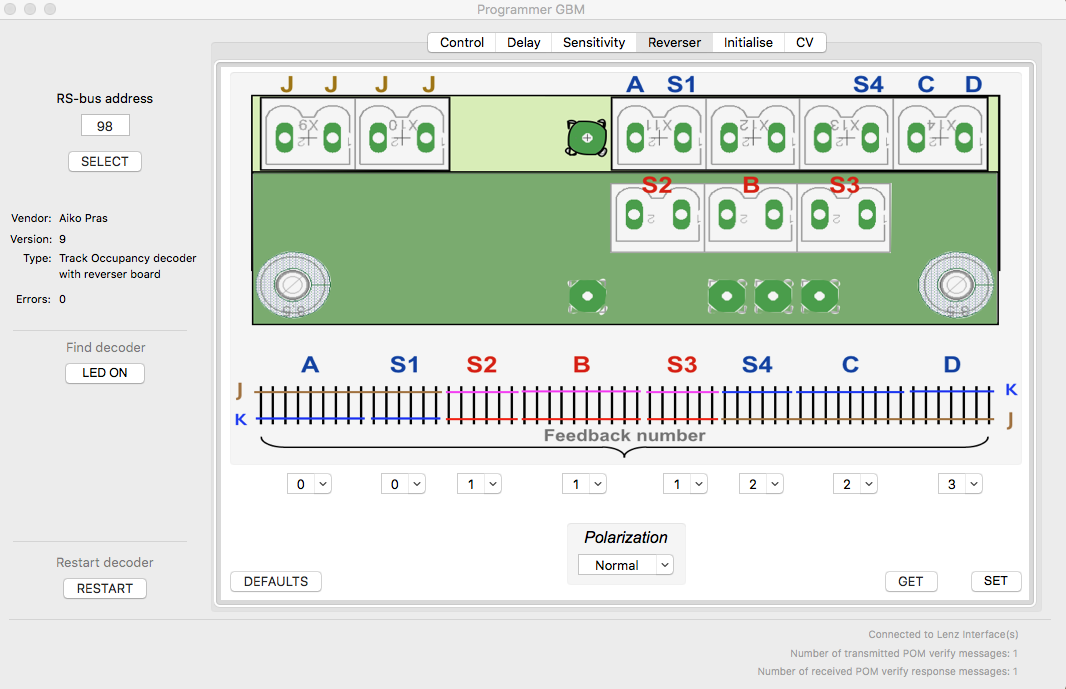 Programmer GBM
Control Delay Sensitivity Reverser Initialise CV
RS-bus address
98
SELECT
Vendor: Aiko Pras
Version: 9
Type: Track Occupancy decoder
with reverser board
Errors: 0
Find decoder
LED ON
Restart decoder
RESTART
J J J J A S1 S4 C D
X9 X10 X11 X12 X13 X14
S2 B S3
A S1 S2 B S3 S4 C D
J K
K J
Feedback number
0 0 1 1 1 2 2 3
Polarization
Normal
DEFAULTS GET SET
Connected to Lenz Interface(s)
Number of transmitted POM verify messages: 1
Number of received POM verify response messages: 1